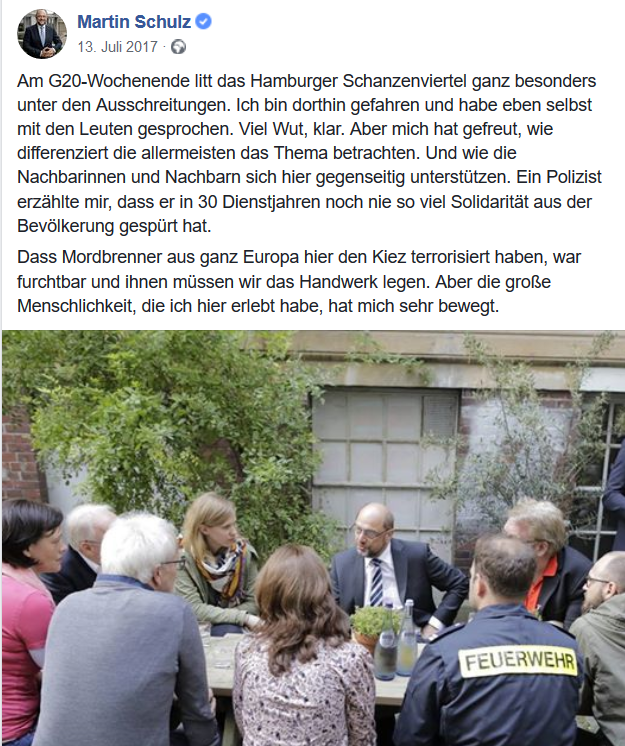 Martin Schulz
13. Juli 2017 ·
Am G20-Wochenende litt das Hamburger Schanzenviertel ganz besonders
unter den Ausschreitungen. Ich bin dorthin gefahren und habe eben selbst
mit den Leuten gesprochen. Viel Wut, klar. Aber mich hat gefreut, wie
differenziert die allermeisten das Thema betrachten. Und wie die
Nachbarinnen und Nachbarn sich hier gegenseitig unterstützen. Ein Polizist
erzählte mir, dass er in 30 Dienstjahren noch nie so viel Solidarität aus der
Bevölkerung gespürt hat.
Dass Mordbrenner aus ganz Europa hier den Kiez terrorisiert haben, war
furchtbar und ihnen müssen wir das Handwerk legen. Aber die große
Menschlichkeit, die ich hier erlebt habe, hat mich sehr bewegt.
FEUERWEHR